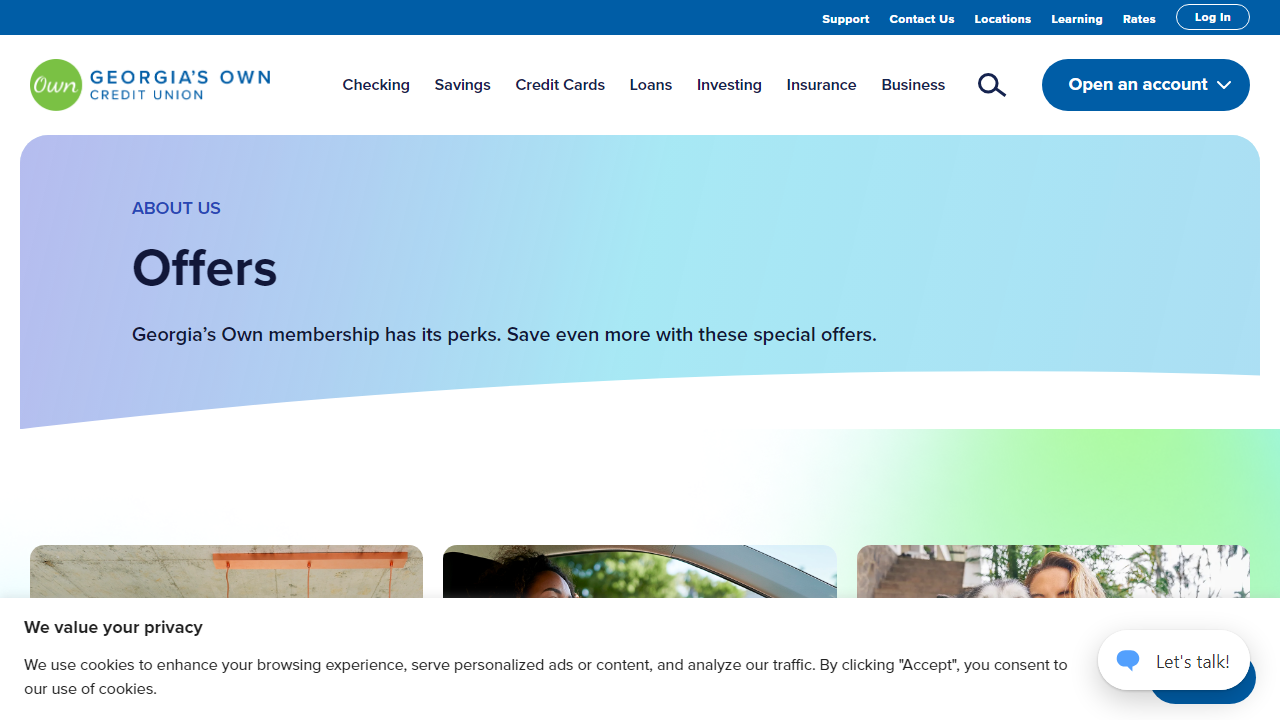 Support Contact Us Locations Learning Rates Log In
Own GEORGIA'S OWN
CREDIT UNION
Checking Savings Credit Cards Loans Investing Insurance Business Open an account
ABOUT US
Offers
Georgia’s Own membership has its perks. Save even more with these special offers.
We value your privacy
We use cookies to enhance your browsing experience, serve personalized ads or content, and analyze our traffic. By clicking "Accept", you consent to
our use of cookies.
Let's talk!